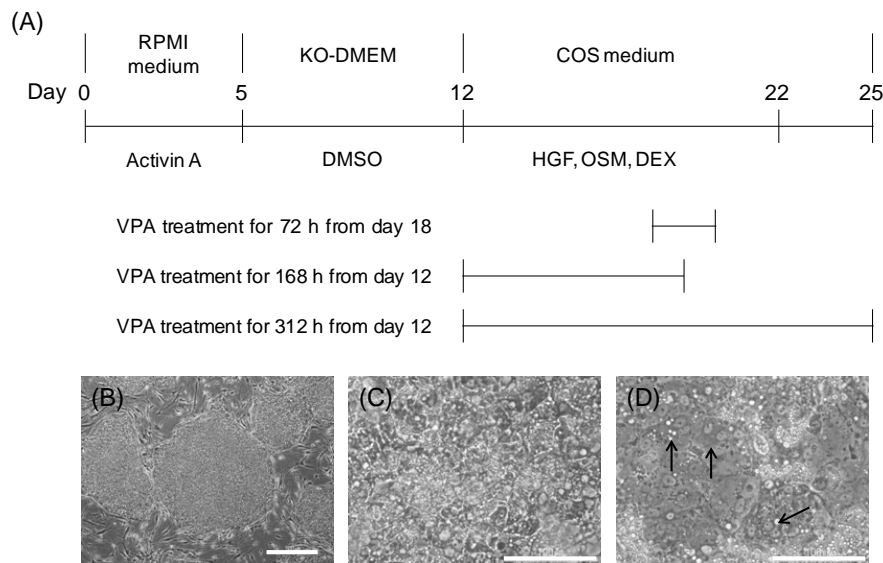 (A)
RPMI medium KO-DMEM COS medium
Day 0 5 12 22 25
Activin A DMSO HGF, OSM, DEX
VPA treatment for 72 h from day 18
VPA treatment for 168 h from day 12
VPA treatment for 312 h from day 12
(B) (C) (D)